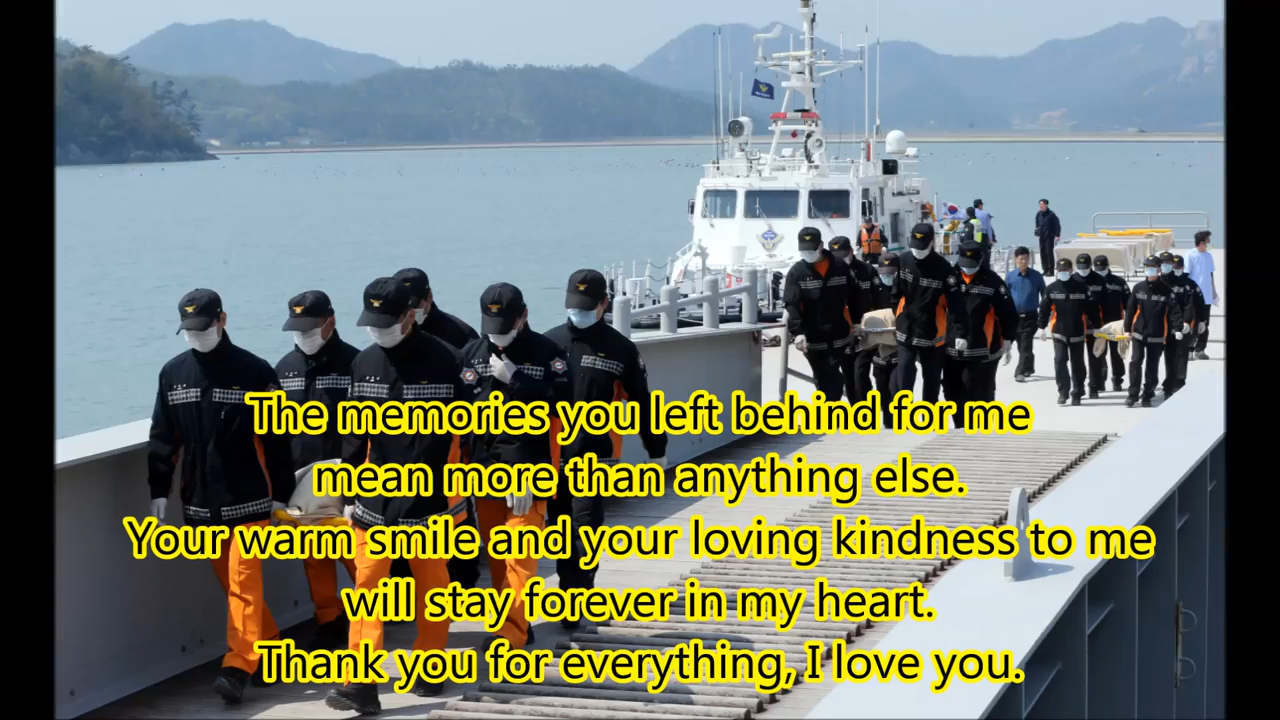 The memories you left behind for me
mean more than anything else.
Your warm smile and your loving kindness to me
will stay forever in my heart.
Thank you for everything, I love you.